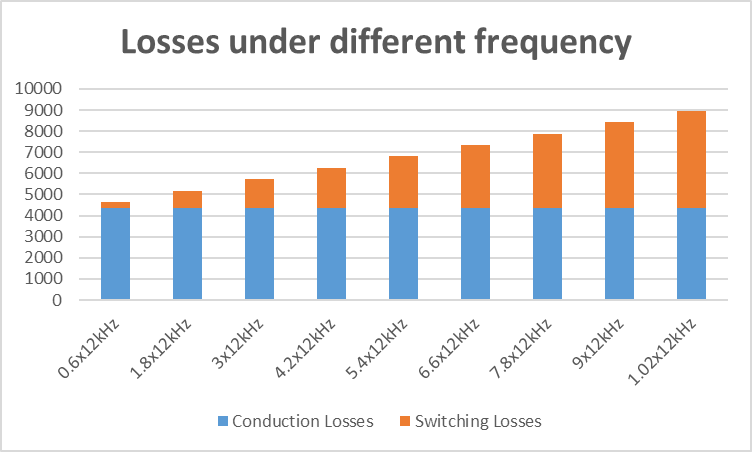 Losses under different frequency
10000
9000
8000
7000
6000
5000
4000
3000
2000
1000
0
0.6x12kHz
1.8x12kHz
3x12kHz
4.2x12kHz
5.4x12kHz
6.6x12kHz
7.8x12kHz
9x12kHz
1.02x12kHz
Conduction Losses
Switching Losses